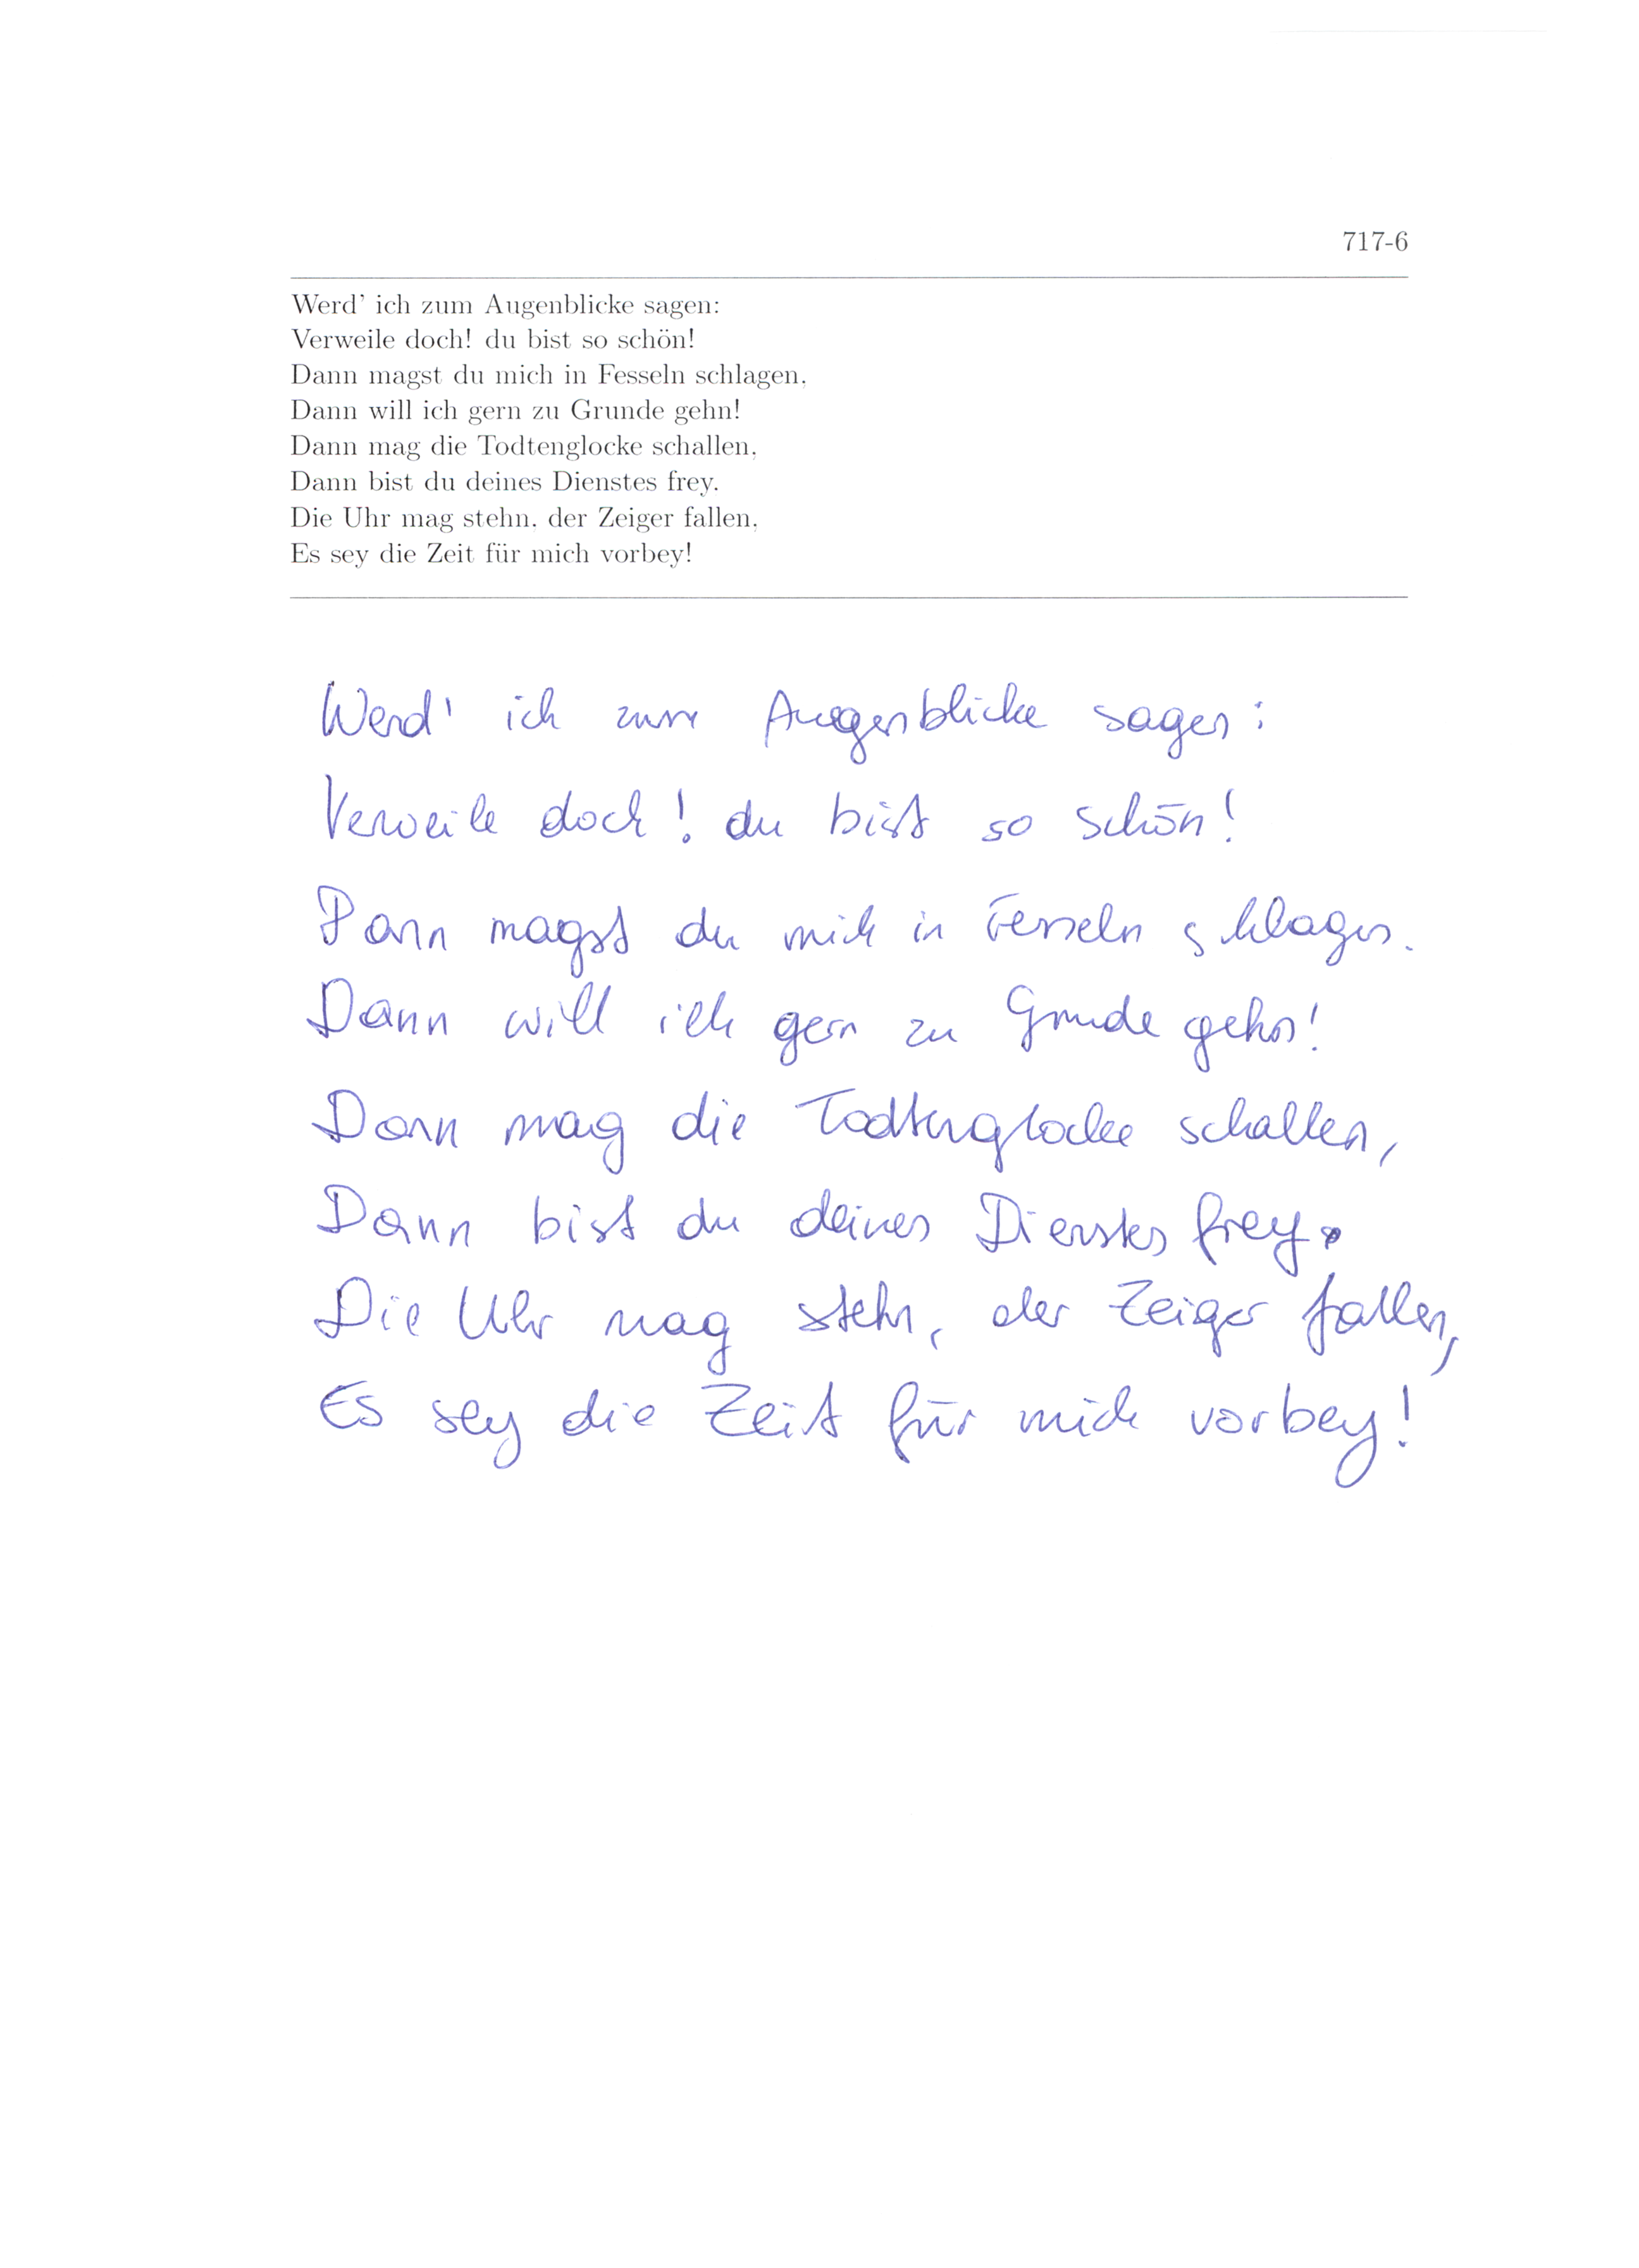 717-6
Werd' ich zum Augenblicke sagen:
Verweile doch! du bist so schön!
Dann magst du mich in Fesseln schlagen,
Dann will ich gern zu Grunde gehn!
Dann mag die Todtenglocke schallen,
Dann bist du deines Dienstes frey.
Die Uhr mag stehn, der Zeiger fallen,
Es sey die Zeit für mich vorbey!
Werd' ich zum Augenblicke sagen:
Verweile doch! du bist so schön!
Dann magst du mich in Fesseln schlagen.
Dann will ich gern zu Grunde gehn!
Dann mag die Todtenglocke schallen,
Dann bist du deines Dienstes frey.
Die Uhr mag stehn, der Zeiger fallen,
Es sey die Zeit für mich vorbey!